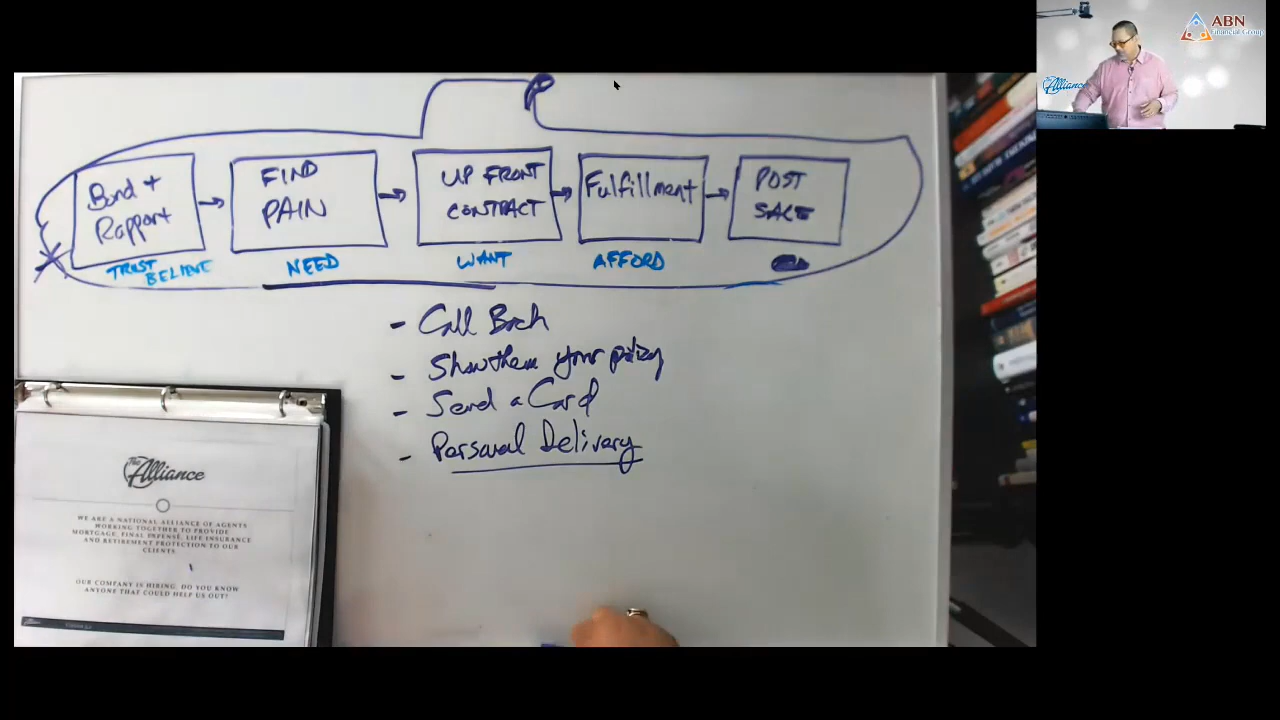 ABN
Financial Group
The Alliance
P
Bond +
Rapport
FIND
PAIN
UP FRONT
CONTRACT
Fulfillment
POST
SALE
TRUST
BELIEVE
NEED
WANT
AFFORD
- Call Back
- Show them your policy
- Send a Card
- Personal Delivery
The
Alliance
WE ARE A NATIONAL ALLIANCE OF AGENTS
WORKING TOGETHER TO PROVIDE
MORTGAGE, FINAL EXPENSE, LIFE INSURANCE
AND RETIREMENT PROTECTION TO OUR
CLIENTS
OUR COMPANY IS HIRING. DO YOU KNOW
ANYONE THAT COULD HELP US OUT?